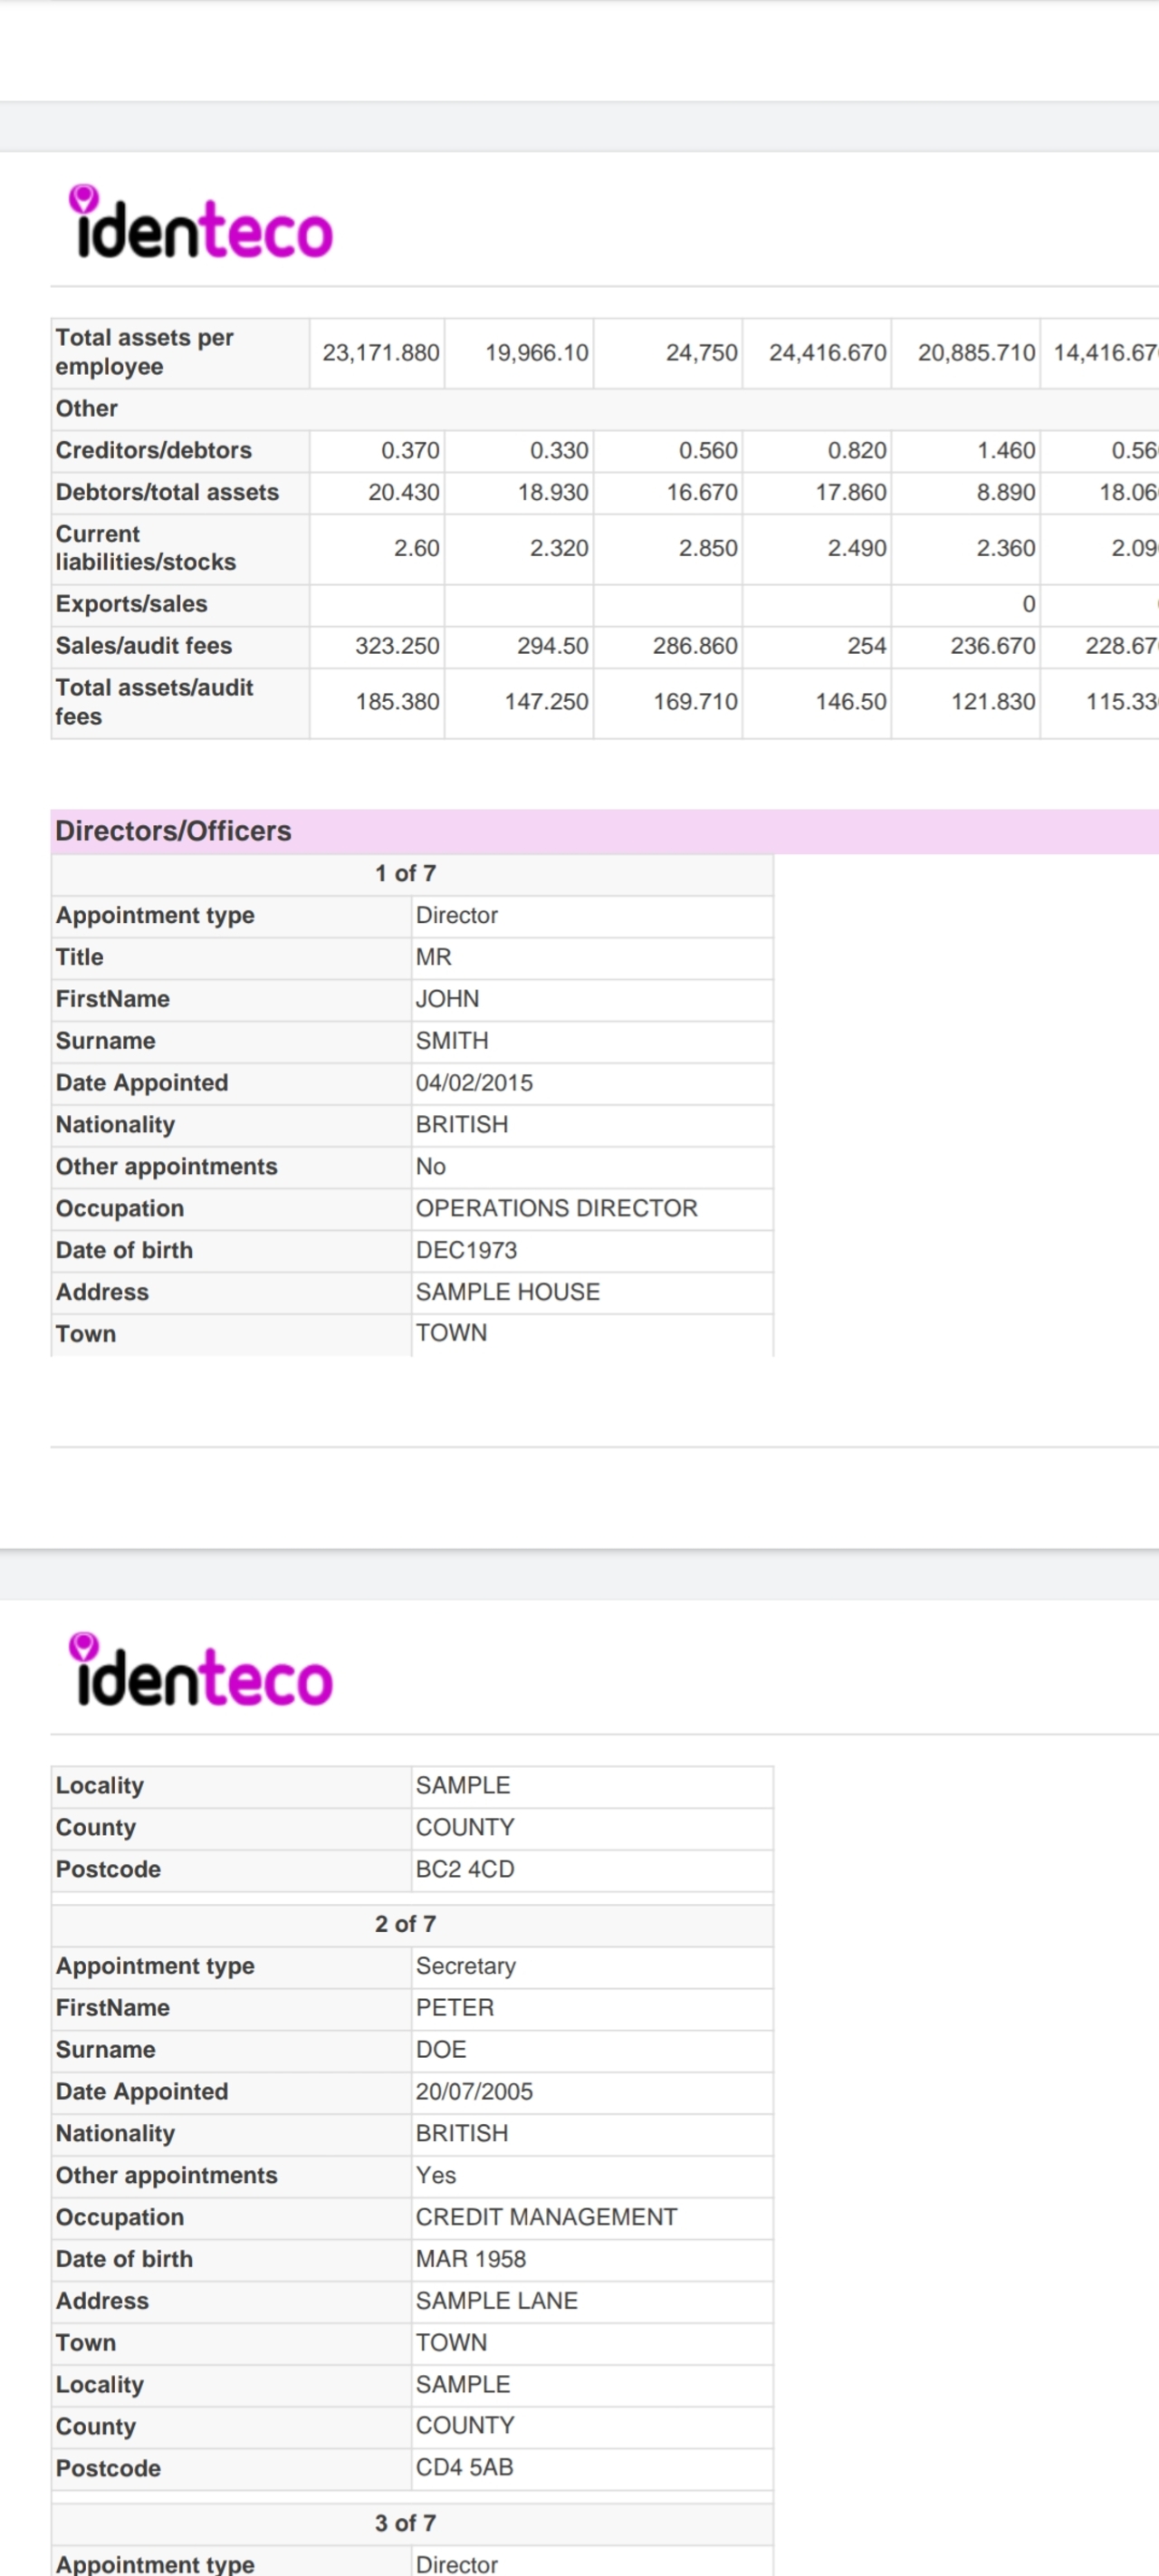 identeco
Total assets per employee 23,171.880 19,966.10 24,750 24,416.670 20,885.710 14,416.67
Other
Creditors/debtors 0.370 0.330 0.560 0.820 1.460 0.56
Debtors/total assets 20.430 18.930 16.670 17.860 8.890 18.06
Current liabilities/stocks 2.60 2.320 2.850 2.490 2.360 2.09
Exports/sales 0
Sales/audit fees 323.250 294.50 286.860 254 236.670 228.67
Total assets/audit fees 185.380 147.250 169.710 146.50 121.830 115.33
Directors/Officers
1 of 7
Appointment type Director
Title MR
FirstName JOHN
Surname SMITH
Date Appointed 04/02/2015
Nationality BRITISH
Other appointments No
Occupation OPERATIONS DIRECTOR
Date of birth DEC1973
Address SAMPLE HOUSE
Town TOWN
identeco
Locality SAMPLE
County COUNTY
Postcode BC2 4CD
2 of 7
Appointment type Secretary
FirstName PETER
Surname DOE
Date Appointed 20/07/2005
Nationality BRITISH
Other appointments Yes
Occupation CREDIT MANAGEMENT
Date of birth MAR 1958
Address SAMPLE LANE
Town TOWN
Locality SAMPLE
County COUNTY
Postcode CD4 5AB
3 of 7
Appointment type Director